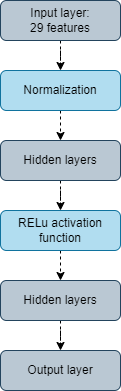 Input layer:
29 features
Normalization
Hidden layers
RELu activation
function
Hidden layers
Output layer